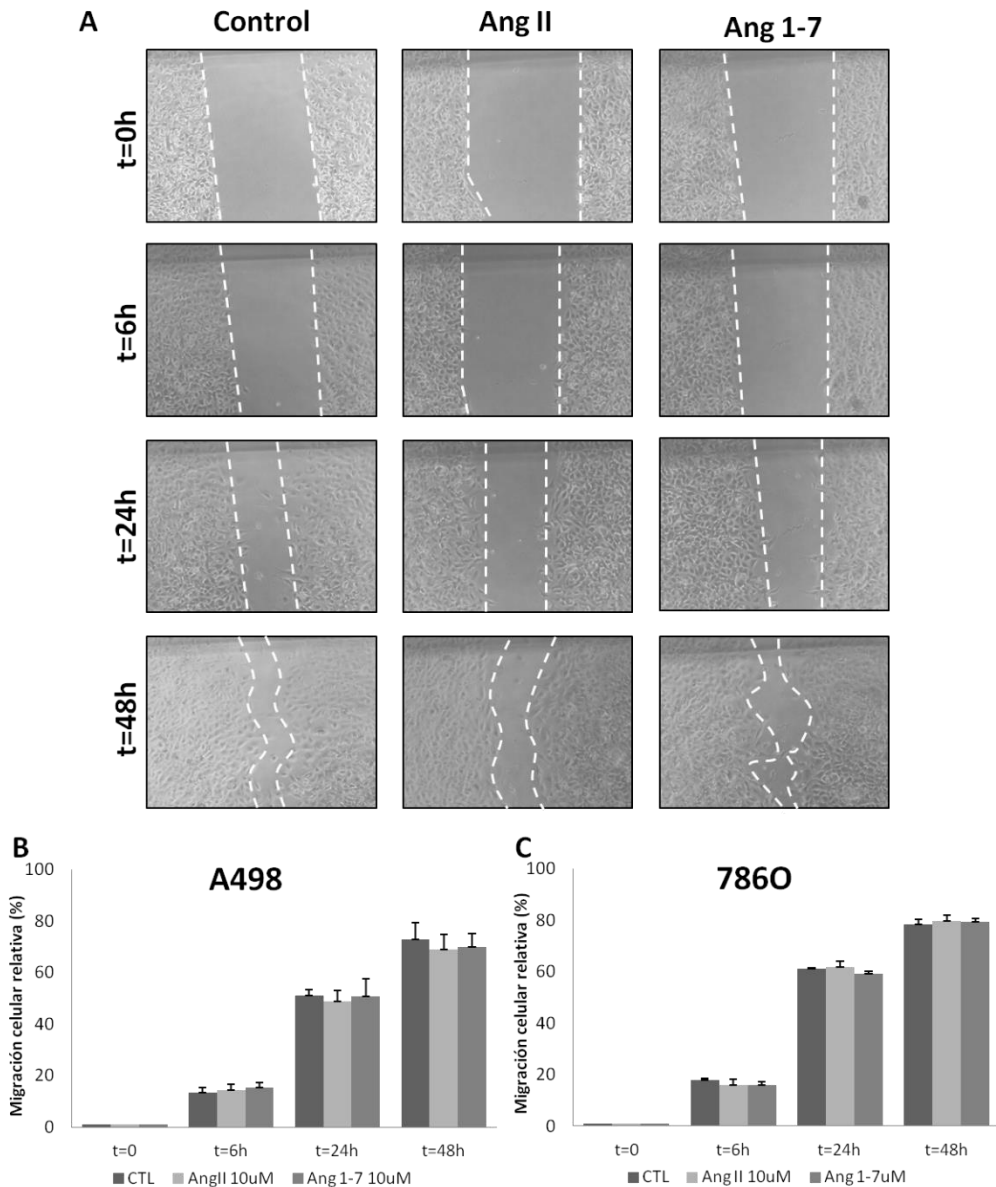 A
Control Ang II Ang 1-7
t=0h
t=6h
t=24h
t=48h
B
A498
Migración celular relativa (%)
100
80
60
40
20
0
t=0 t=6h t=24h t=48h
CTL AngII 10uM Ang 1-7 10uM
C
786O
Migración celular relativa (%)
100
80
60
40
20
0
t=0 t=6h t=24h t=48h
CTL AngII 10uM Ang 1-7uM